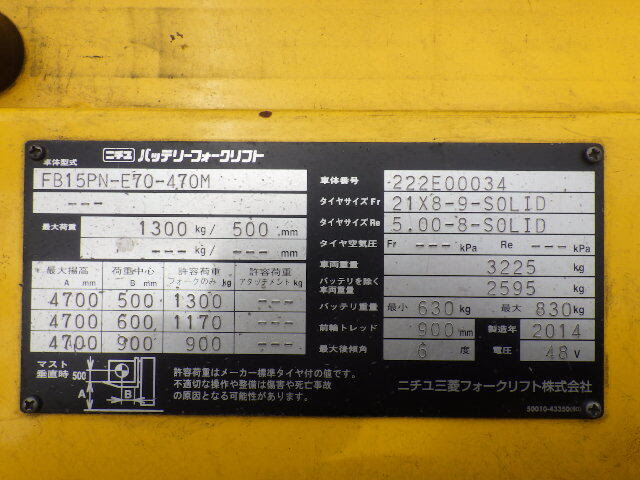 ニチユ バッテリーフォークリフト
車体型式
FB15PN-E70-470M
---
最大荷重 1300 kg/ 500 mm
--- kg/ --- mm
最大揚高 A mm 荷重中心 B mm 許容荷重 フォークのみ kg 許容荷重 アタッチメント付 kg
4700 500 1300 ---
4700 600 1170 ---
4700 900 900 ---
マスト垂直時 500 A B
許容荷重はメーカー標準タイヤ付の値です。
不適切な操作や整備は傷害や死亡事故
の原因となる可能性があります。
車体番号 222E00034
タイヤサイズ Fr 21X8-9-SOLID
タイヤサイズ Re 5.00-8-SOLID
タイヤ空気圧 Fr --- kPa Re --- kPa
車両重量 3225 kg
バッテリを除く車両重量 2595 kg
バッテリ重量 最小 630 kg 最大 830 kg
前輪トレッド 900 mm 製造年 2014
最大後傾角 6 度 電圧 48 V
ニチユ三菱フォークリフト株式会社
50010-43350